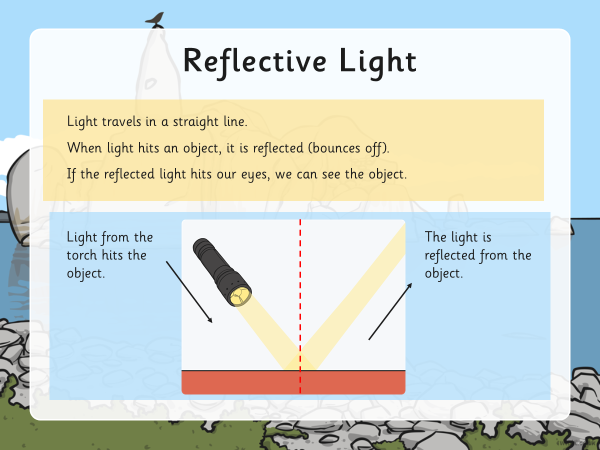 Reflective Light
Light travels in a straight line.
When light hits an object, it is reflected (bounces off).
If the reflected light hits our eyes, we can see the object.
Light from the
torch hits the
object.
The light is
reflected from the
object.